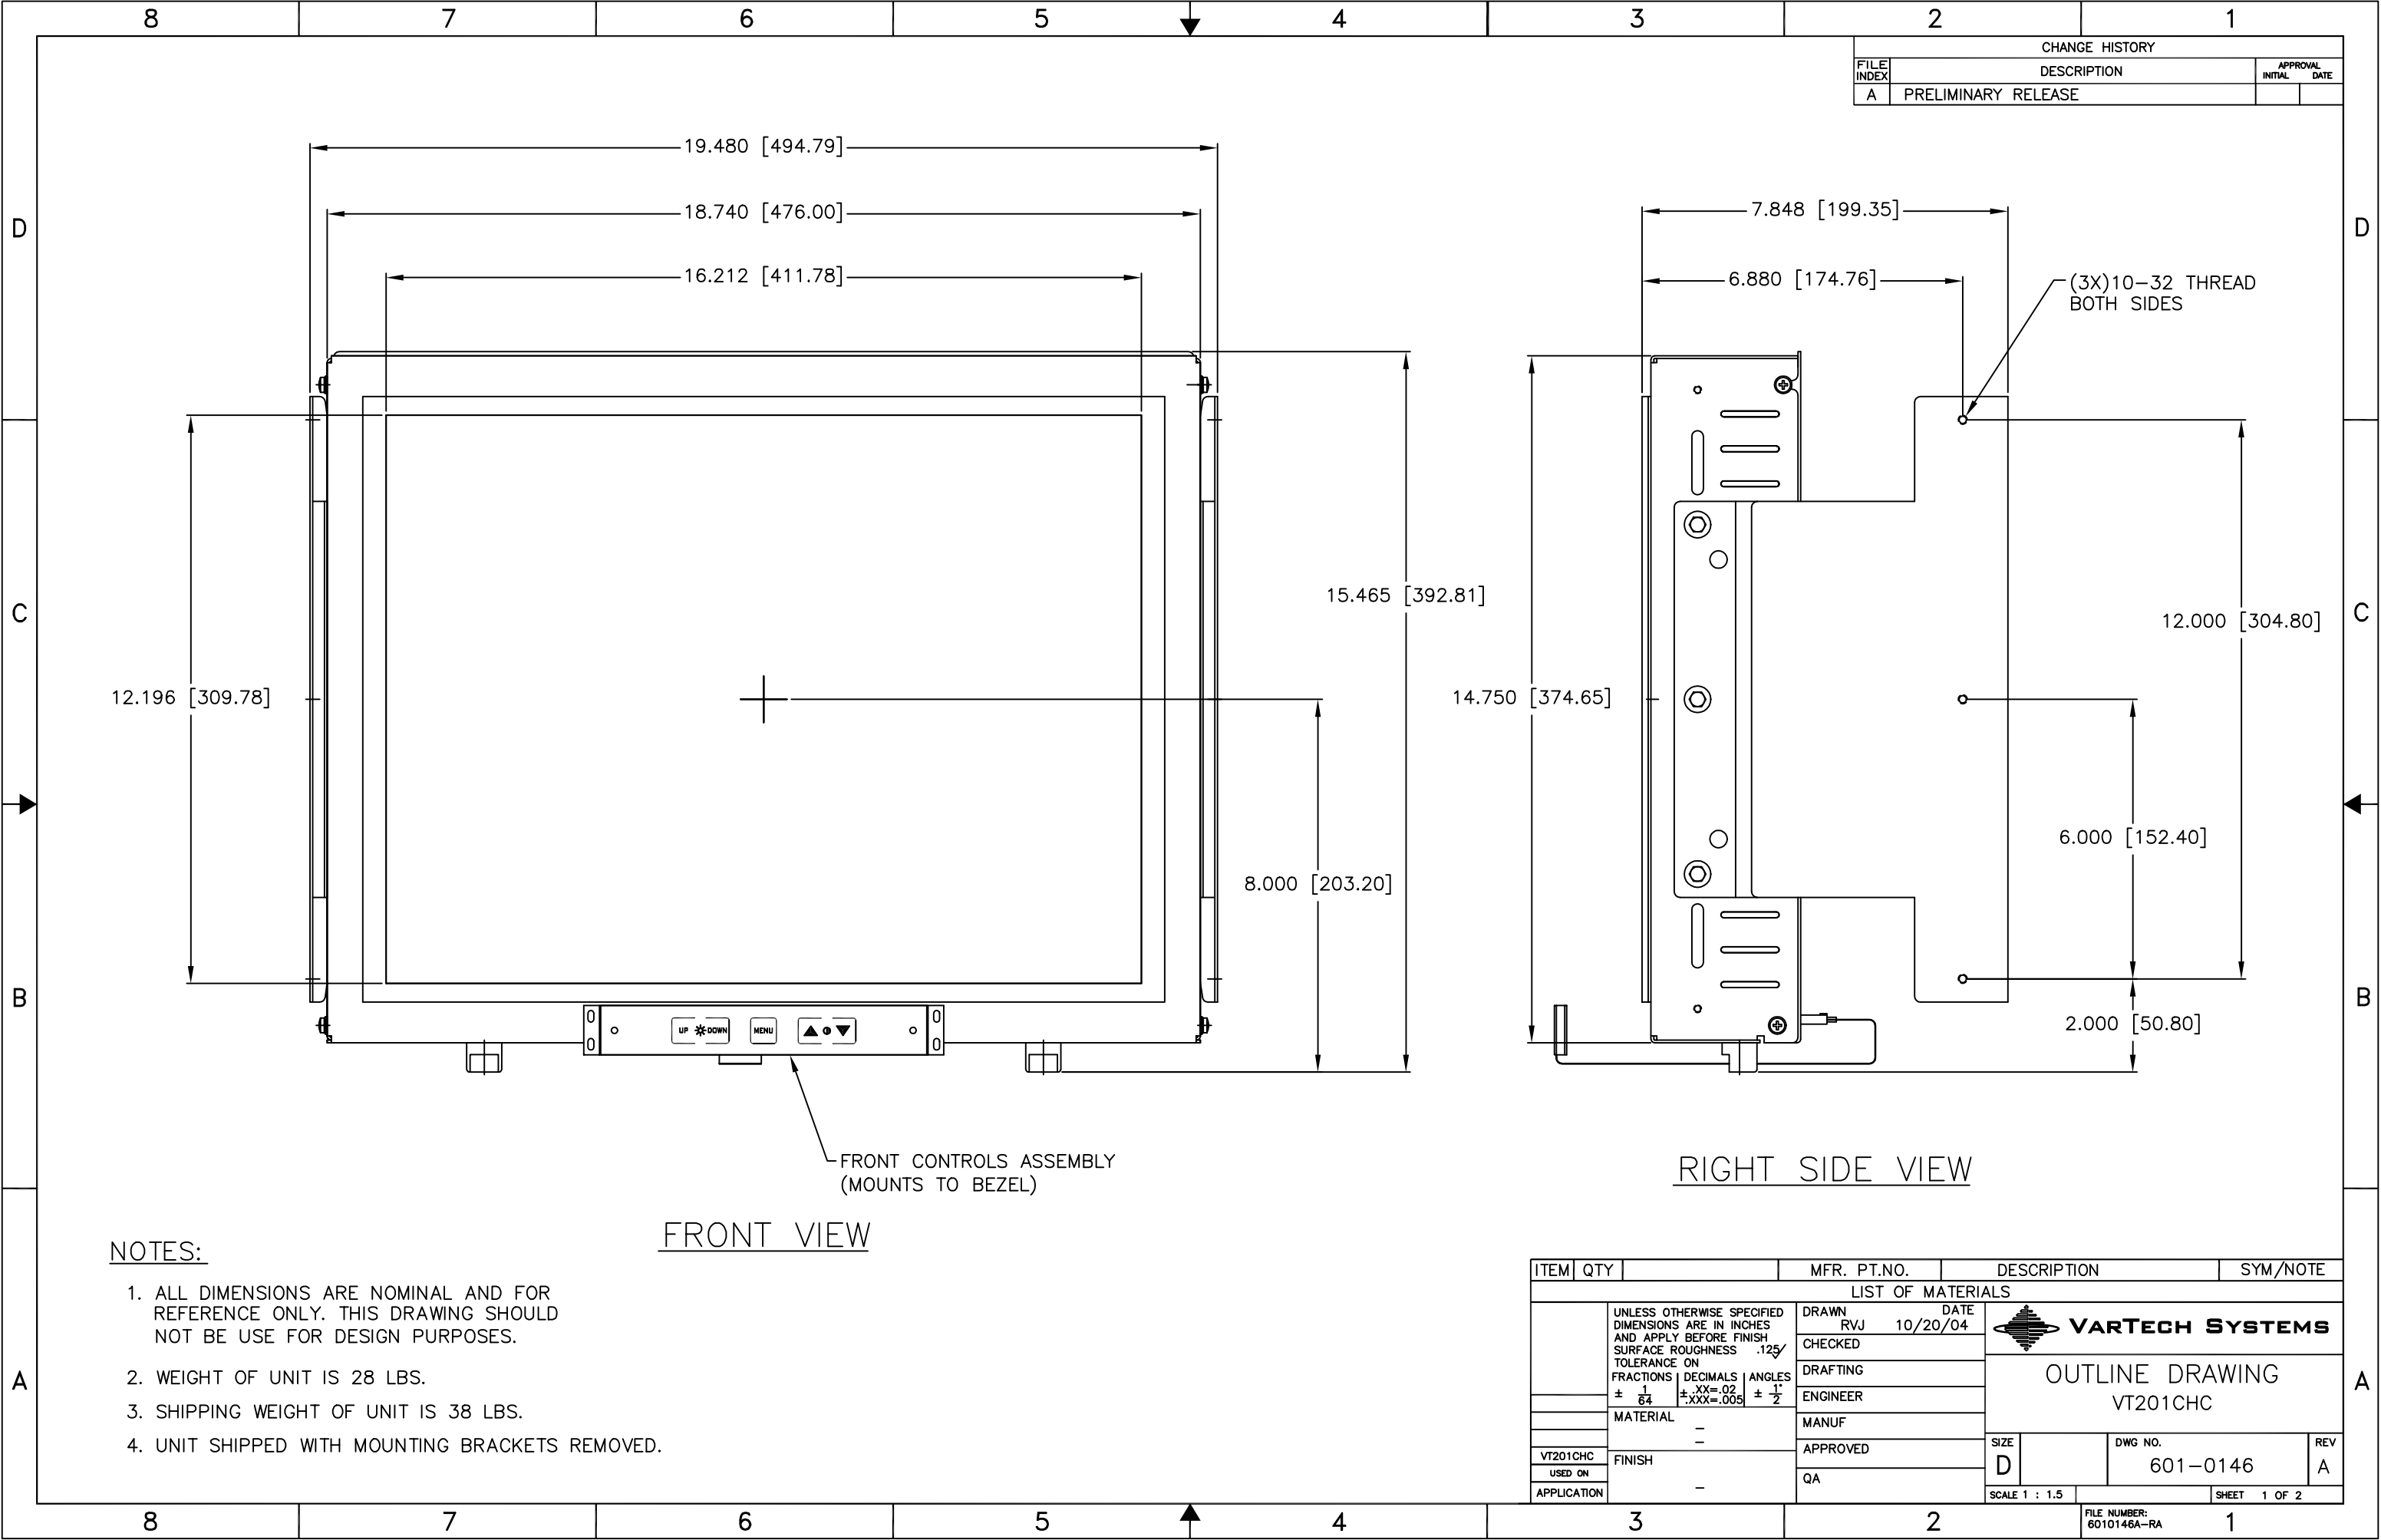 8 7 6 5 4 3 2 1
CHANGE HISTORY
FILE INDEX DESCRIPTION APPROVAL INITIAL DATE
A PRELIMINARY RELEASE
19.480 [494.79]
18.740 [476.00]
16.212 [411.78]
7.848 [199.35]
6.880 [174.76]
(3X)10-32 THREAD
BOTH SIDES
D D
15.465 [392.81]
C C
12.000 [304.80]
12.196 [309.78]
14.750 [374.65]
6.000 [152.40]
8.000 [203.20]
B B
2.000 [50.80]
UP DOWN MENU
FRONT CONTROLS ASSEMBLY
(MOUNTS TO BEZEL)
RIGHT SIDE VIEW
FRONT VIEW
NOTES:
1. ALL DIMENSIONS ARE NOMINAL AND FOR
REFERENCE ONLY. THIS DRAWING SHOULD
NOT BE USE FOR DESIGN PURPOSES.
2. WEIGHT OF UNIT IS 28 LBS.
3. SHIPPING WEIGHT OF UNIT IS 38 LBS.
4. UNIT SHIPPED WITH MOUNTING BRACKETS REMOVED.
A A
ITEM QTY MFR. PT.NO. DESCRIPTION SYM/NOTE
LIST OF MATERIALS
UNLESS OTHERWISE SPECIFIED
DIMENSIONS ARE IN INCHES
AND APPLY BEFORE FINISH
SURFACE ROUGHNESS .125
TOLERANCE ON
FRACTIONS DECIMALS ANGLES
± 1/64 ± .XX=.02 .XXX=.005 ± 1°/2
MATERIAL
–
–
FINISH
–
VT201CHC
USED ON
APPLICATION
DRAWN DATE
RVJ 10/20/04
CHECKED
DRAFTING
ENGINEER
MANUF
APPROVED
QA
VARTECH SYSTEMS
OUTLINE DRAWING
VT201CHC
SIZE D
DWG NO. 601-0146
REV A
SCALE 1 : 1.5
SHEET 1 OF 2
FILE NUMBER:
6010146A-RA
8 7 6 5 4 3 2 1